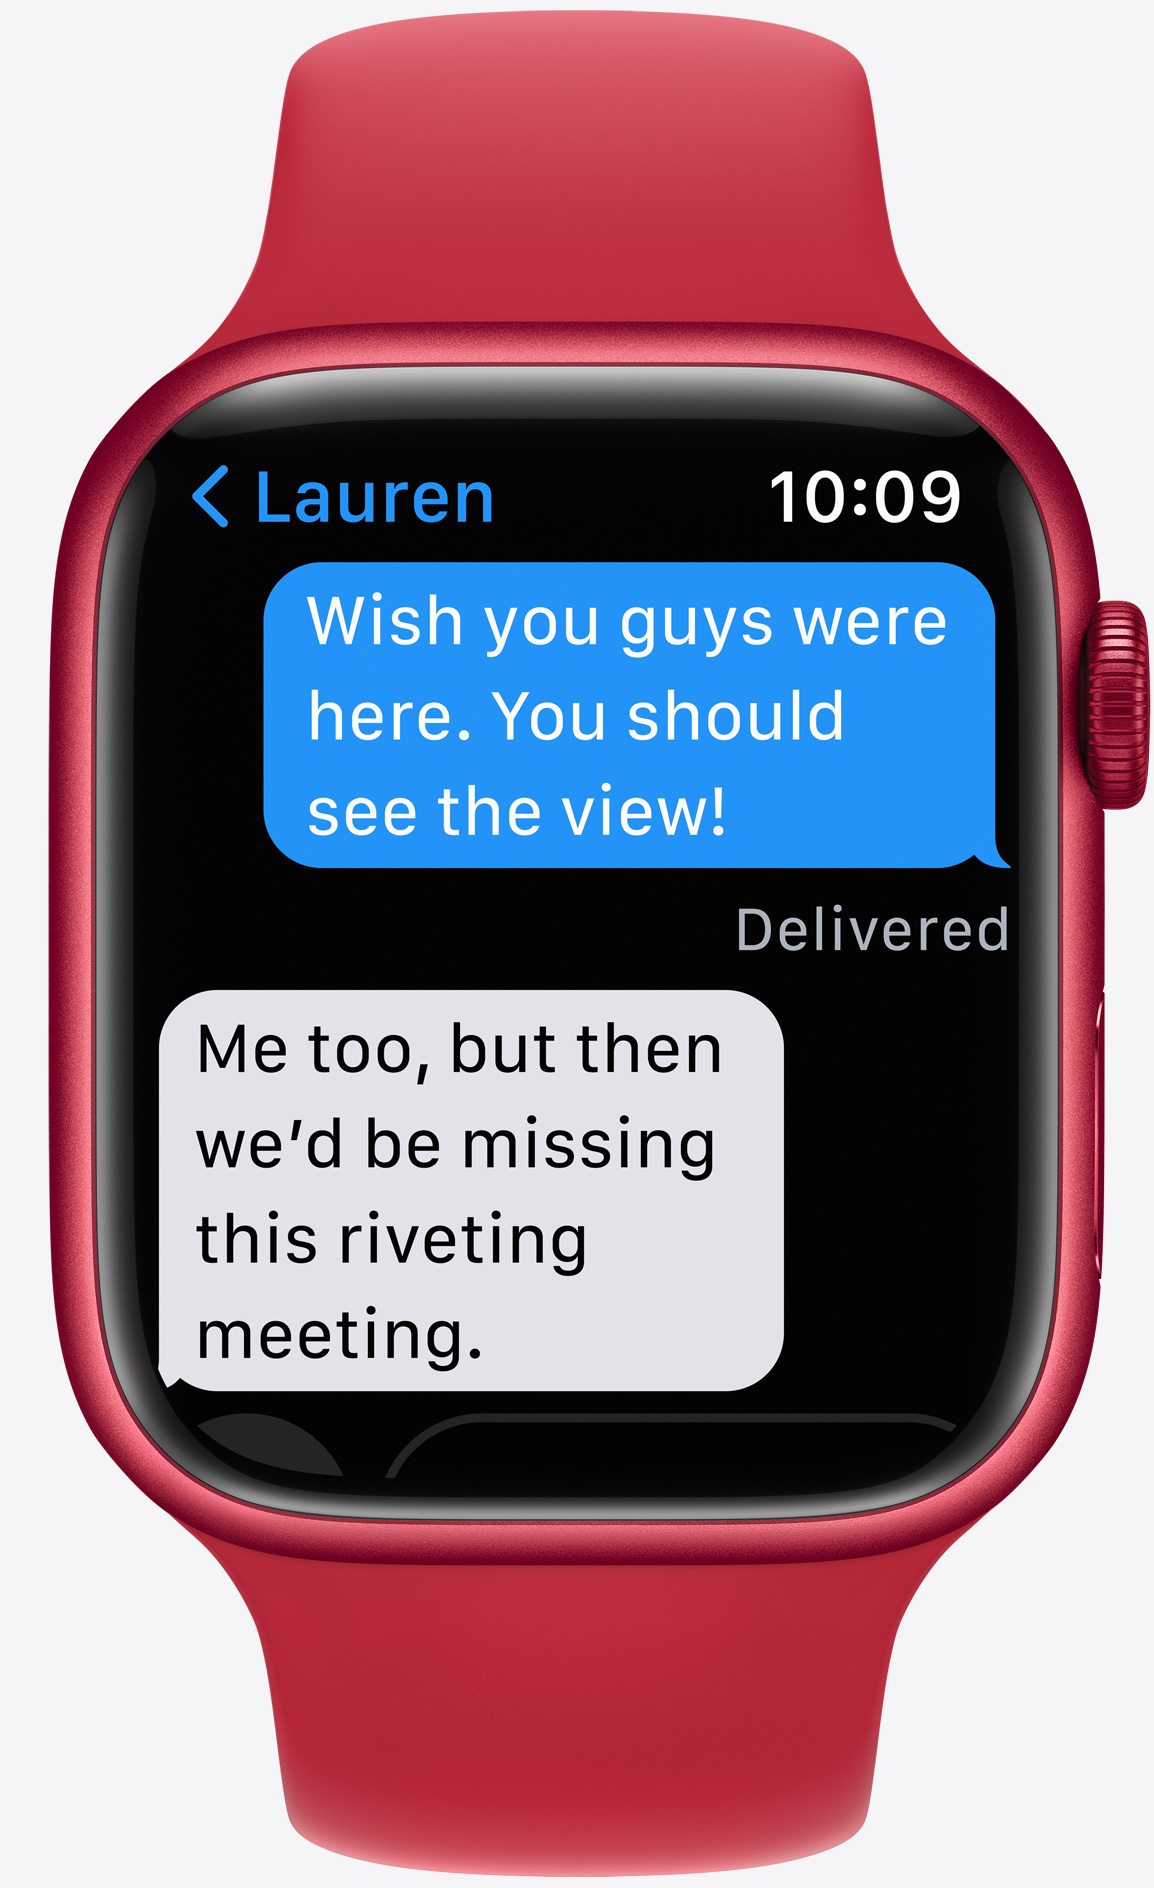 Lauren 10:09
Wish you guys were
here. You should
see the view!
Delivered
Me too, but then
we’d be missing
this riveting
meeting.